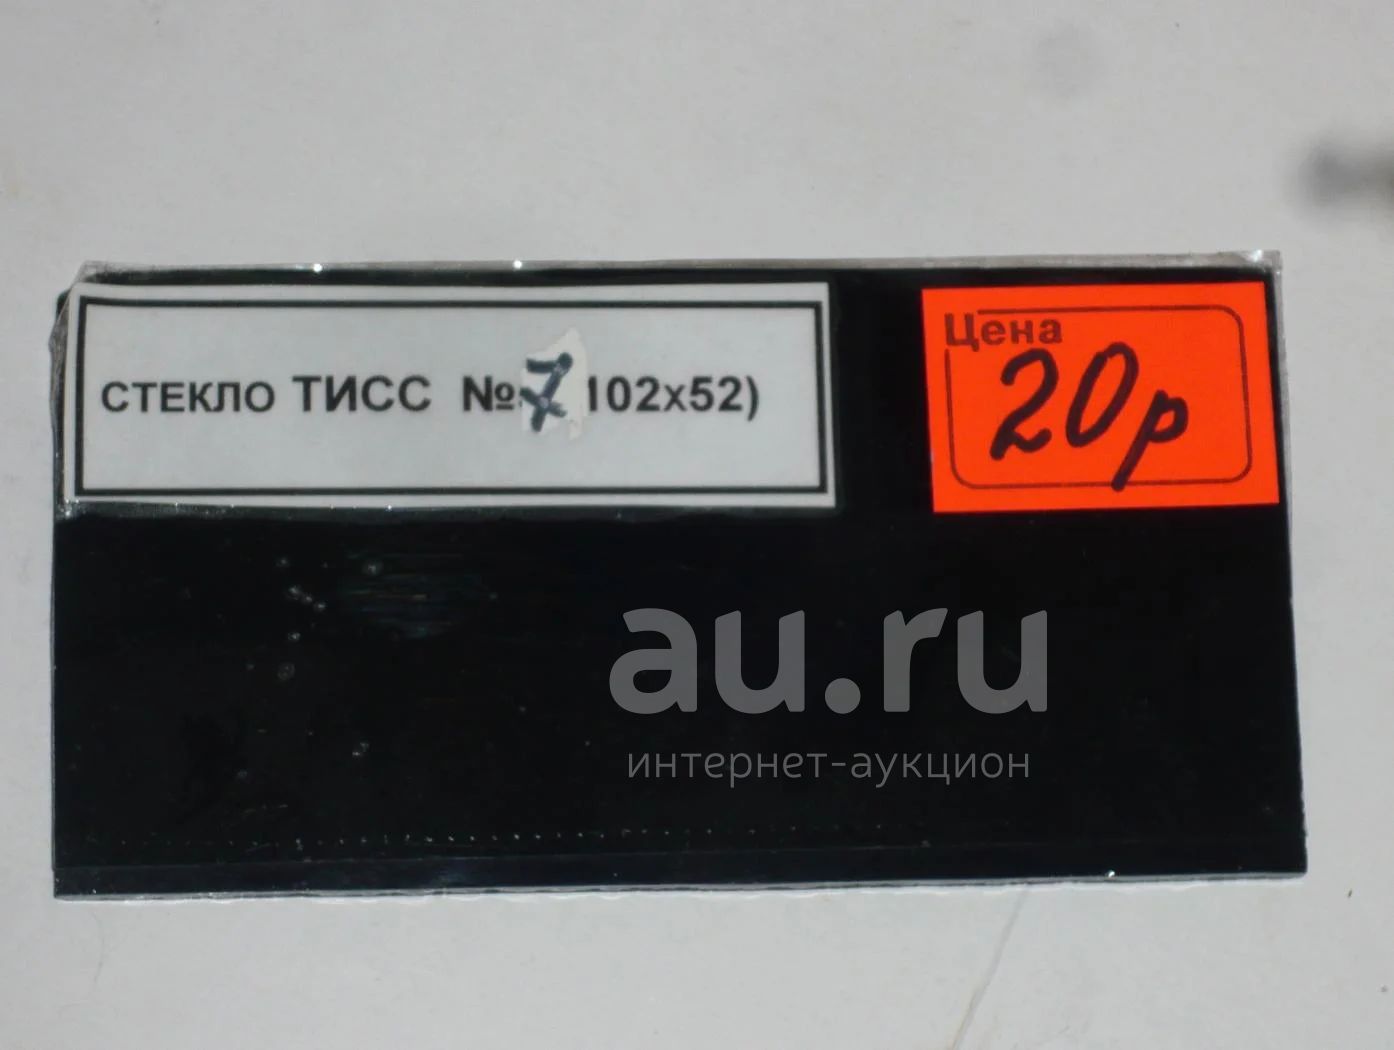 СТЕКЛО ТИСС №7 102х52)
Цена
20р
au.ru
интернет-аукцион